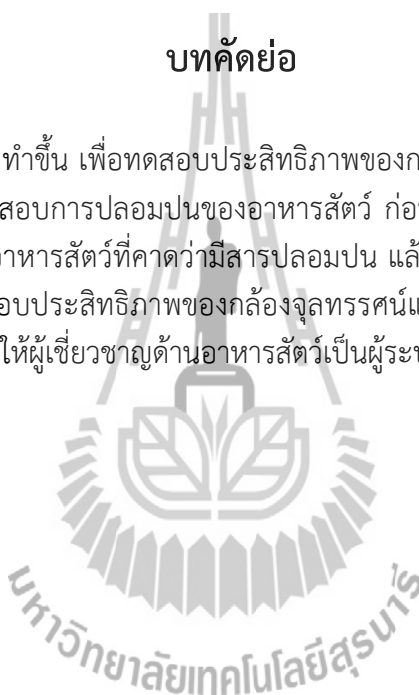 บทคัดย่อ
ทำขึ้น เพื่อทดสอบประสิทธิภาพของก
สอบการปลอมปนของอาหารสัตว์ ก่อ
อาหารสัตว์ที่คาดว่ามีสารปลอมปน แล้
อบประสิทธิภาพของกล้องจุลทรรศน์แ
ให้ผู้เชี่ยวชาญด้านอาหารสัตว์เป็นผู้ระบ
มหาวิทยาลัยเทคโนโลยีสุรนารี